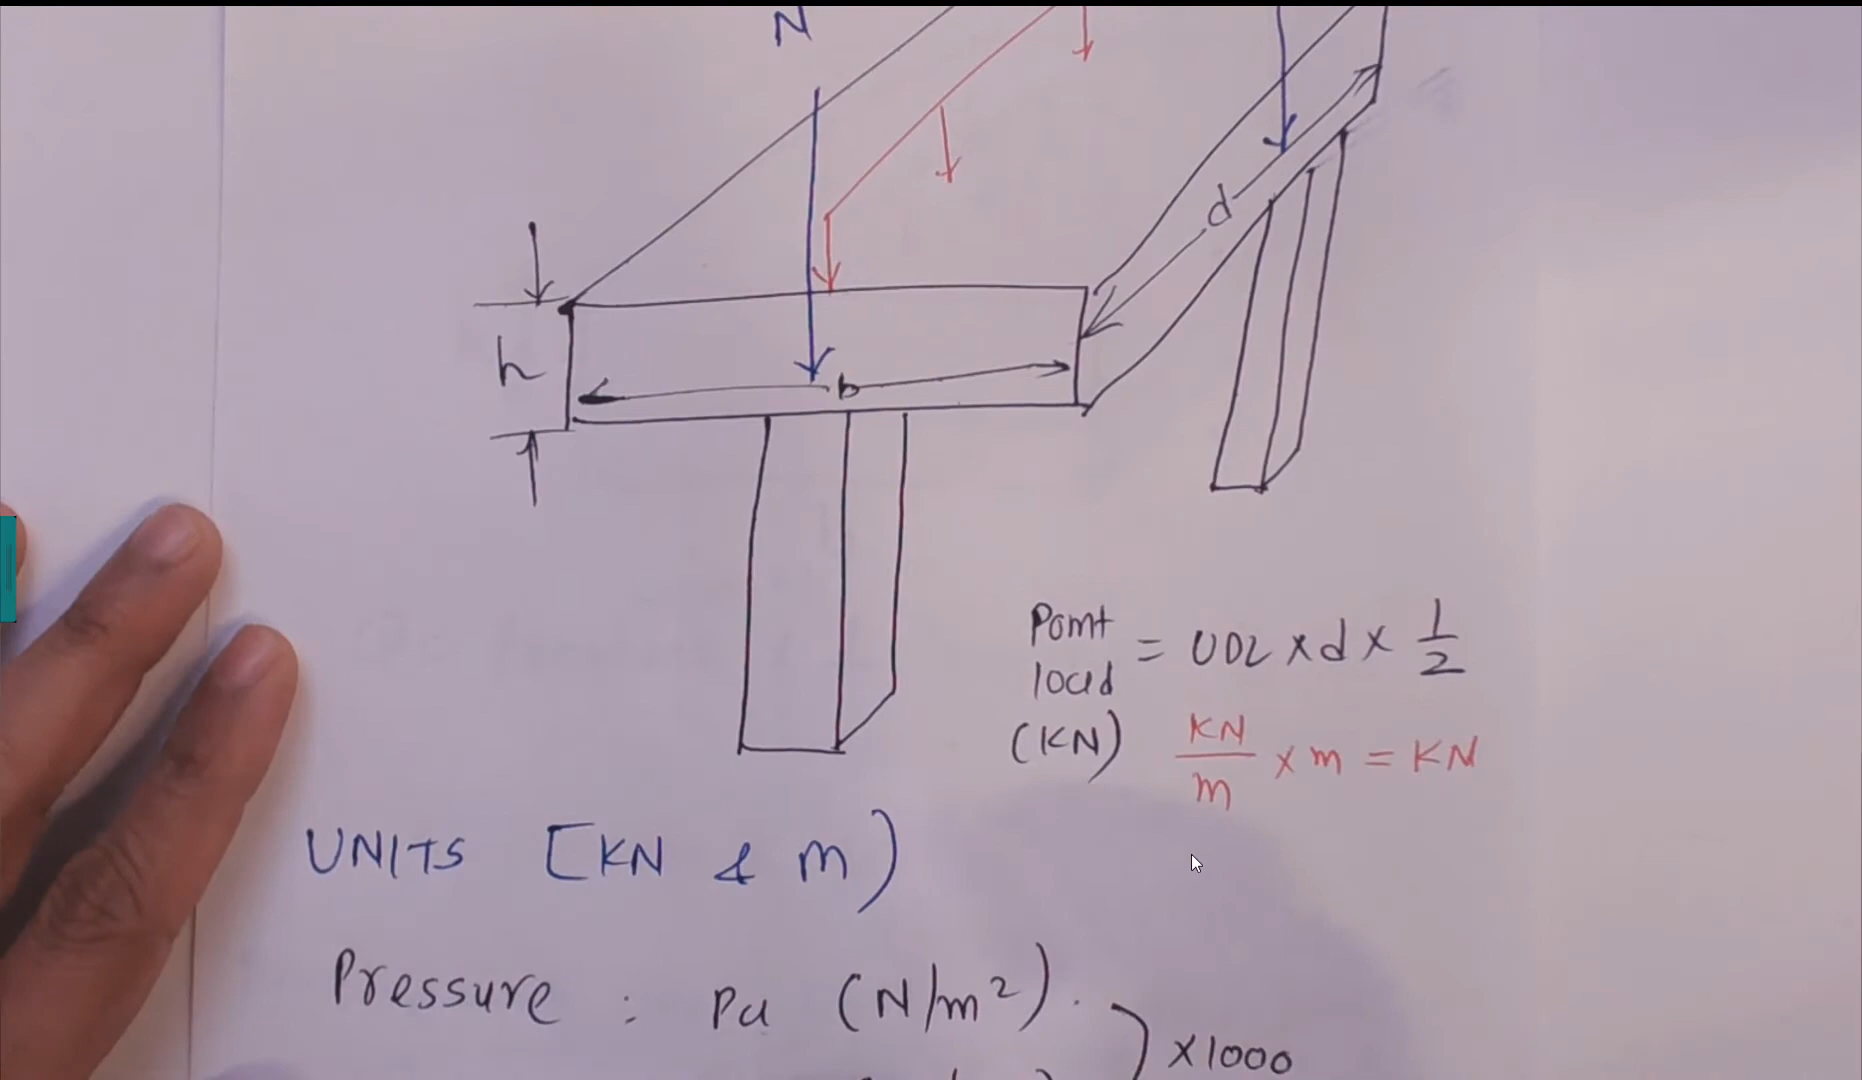 N
d
h
b
Point load (KN) = UDL x d x 1/2
KN/m x m = KN
UNITS [KN & m)
Pressure : Pa (N/m²).
x1000